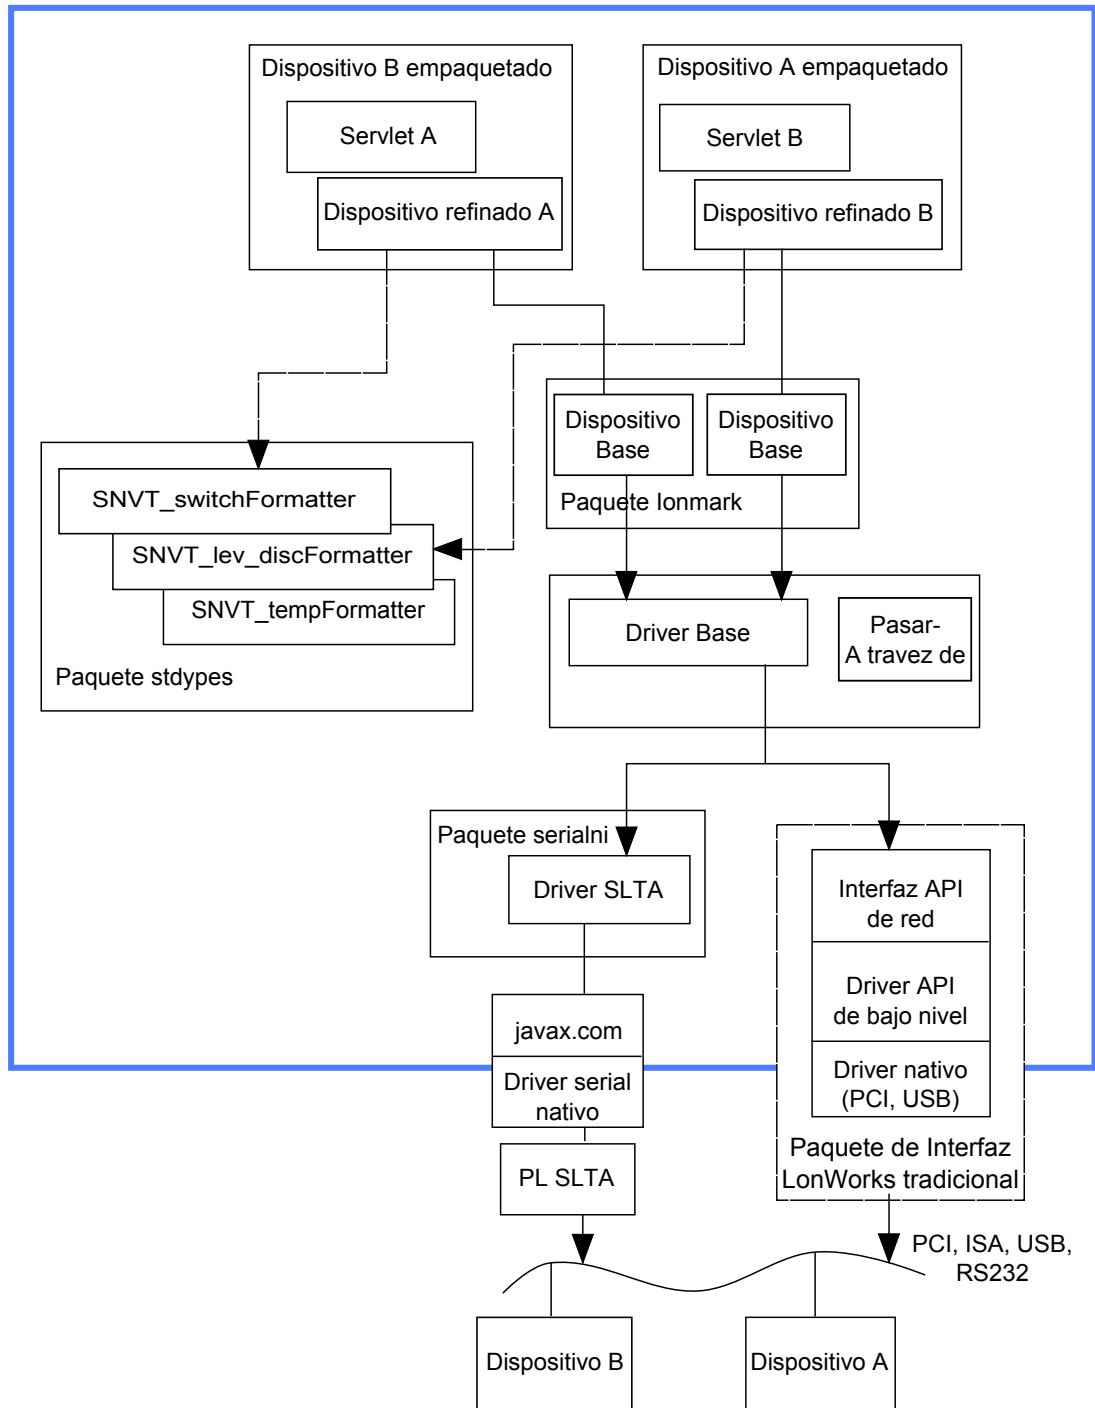 Dispositivo B empaquetado
Servlet A
Dispositivo refinado A
Dispositivo A empaquetado
Servlet B
Dispositivo refinado B
Dispositivo
Base
Dispositivo
Base
Paquete Ionmark
SNVT_switchFormatter
SNVT_lev_discFormatter
SNVT_tempFormatter
Paquete stdypes
Driver Base
Pasar-
A travez de
Paquete serialni
Driver SLTA
Interfaz API
de red
Driver API
de bajo nivel
Driver nativo
(PCI, USB)
Paquete de Interfaz
LonWorks tradicional
javax.com
Driver serial
nativo
PL SLTA
PCI, ISA, USB,
RS232
Dispositivo B
Dispositivo A